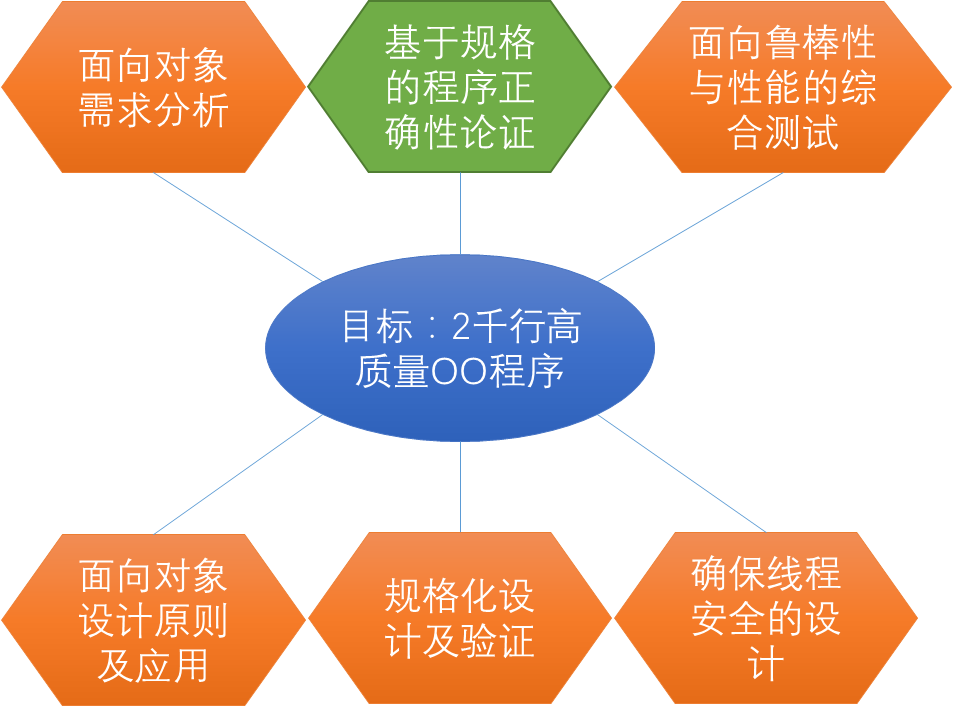 面向对象
需求分析
基于规格
的程序正
确性论证
面向鲁棒性
与性能的综
合测试
目标：2千行高
质量OO程序
面向对象
设计原则
及应用
规格化设
计及验证
确保线程
安全的设
计